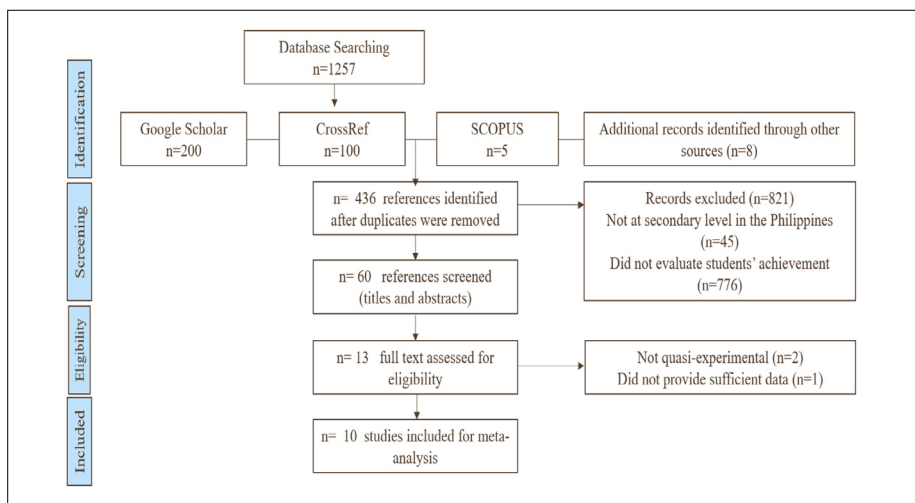 Database Searching
n=1257
Identification
Google Scholar
n=200
CrossRef
n=100
SCOPUS
n=5
Additional records identified through other
sources (n=8)
Screening
n= 436 references identified
after duplicates were removed
Records excluded (n=821)
Not at secondary level in the Philippines
(n=45)
Did not evaluate students' achievement
(n=776)
n= 60 references screened
(titles and abstracts)
Eligibility
n= 13 full text assessed for
eligibility
Not quasi-experimental (n=2)
Did not provide sufficient data (n=1)
Included
n= 10 studies included for meta-
analysis